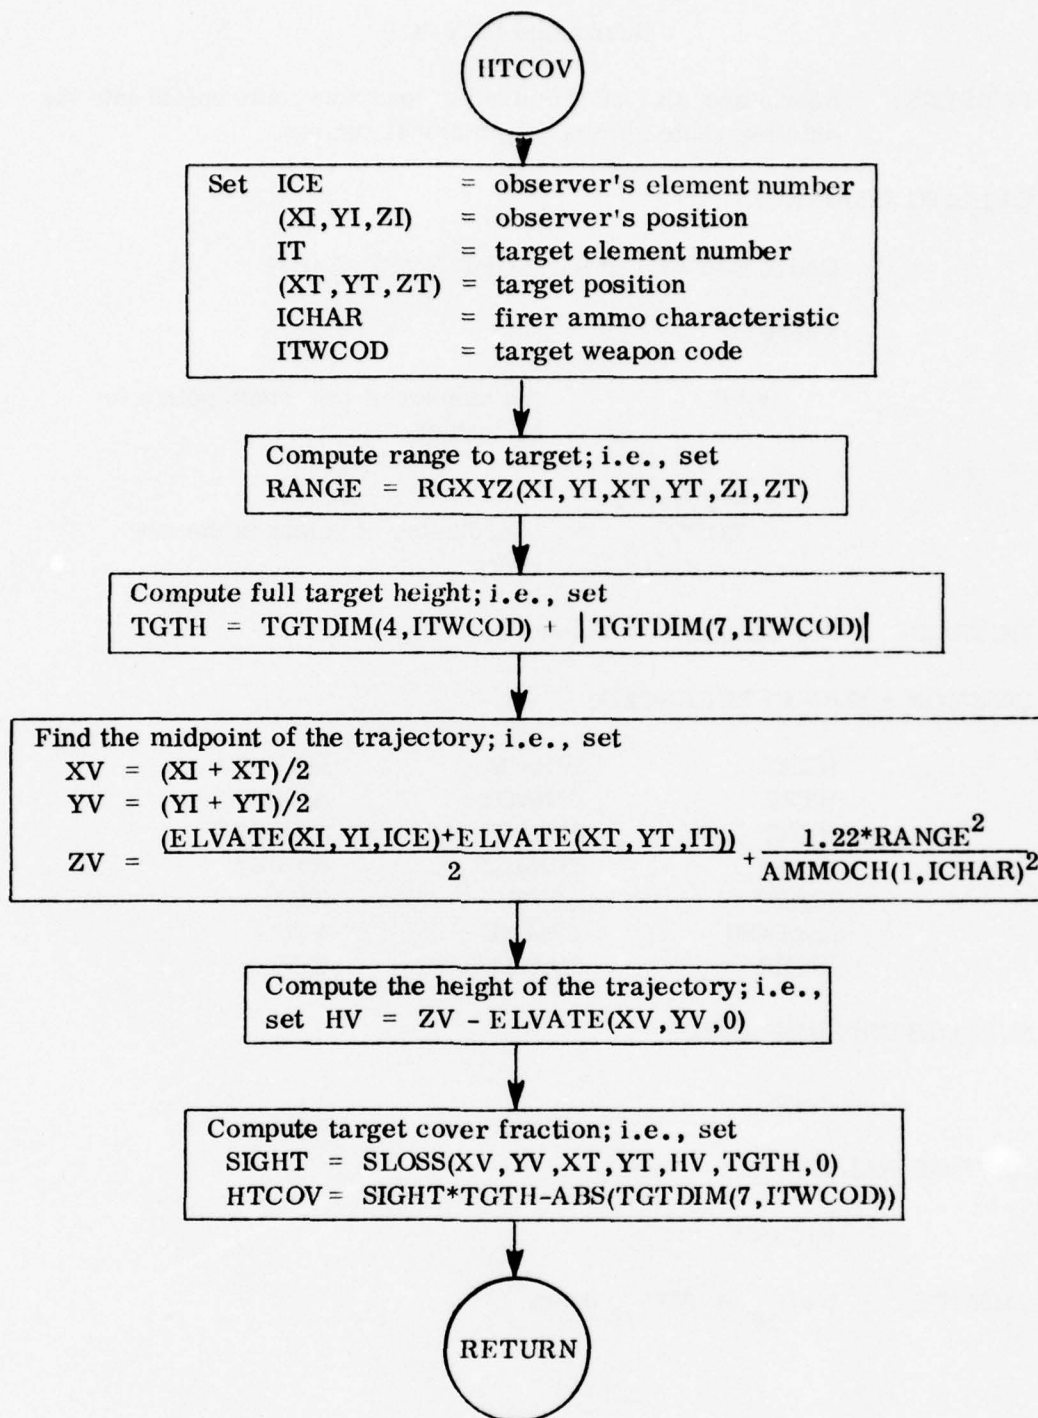 HTCOV
Set ICE = observer's element number
(XI,YI,ZI) = observer's position
IT = target element number
(XT,YT,ZT) = target position
ICHAR = firer ammo characteristic
ITWCOD = target weapon code
Compute range to target; i.e., set
RANGE = RGXYZ(XI,YI,XT,YT,ZI,ZT)
Compute full target height; i.e., set
TGTH = TGTDIM(4,ITWCOD) + |TGTDIM(7,ITWCOD)|
Find the midpoint of the trajectory; i.e., set
XV = (XI + XT)/2
YV = (YI + YT)/2
ZV = (ELVATE(XI,YI,ICE)+ELVATE(XT,YT,IT))/2 + 1.22*RANGE²/AMMOCH(1,ICHAR)²
Compute the height of the trajectory; i.e.,
set HV = ZV - ELVATE(XV,YV,0)
Compute target cover fraction; i.e., set
SIGHT = SLOSS(XV,YV,XT,YT,HV,TGTH,0)
HTCOV= SIGHT*TGTH-ABS(TGTDIM(7,ITWCOD))
RETURN